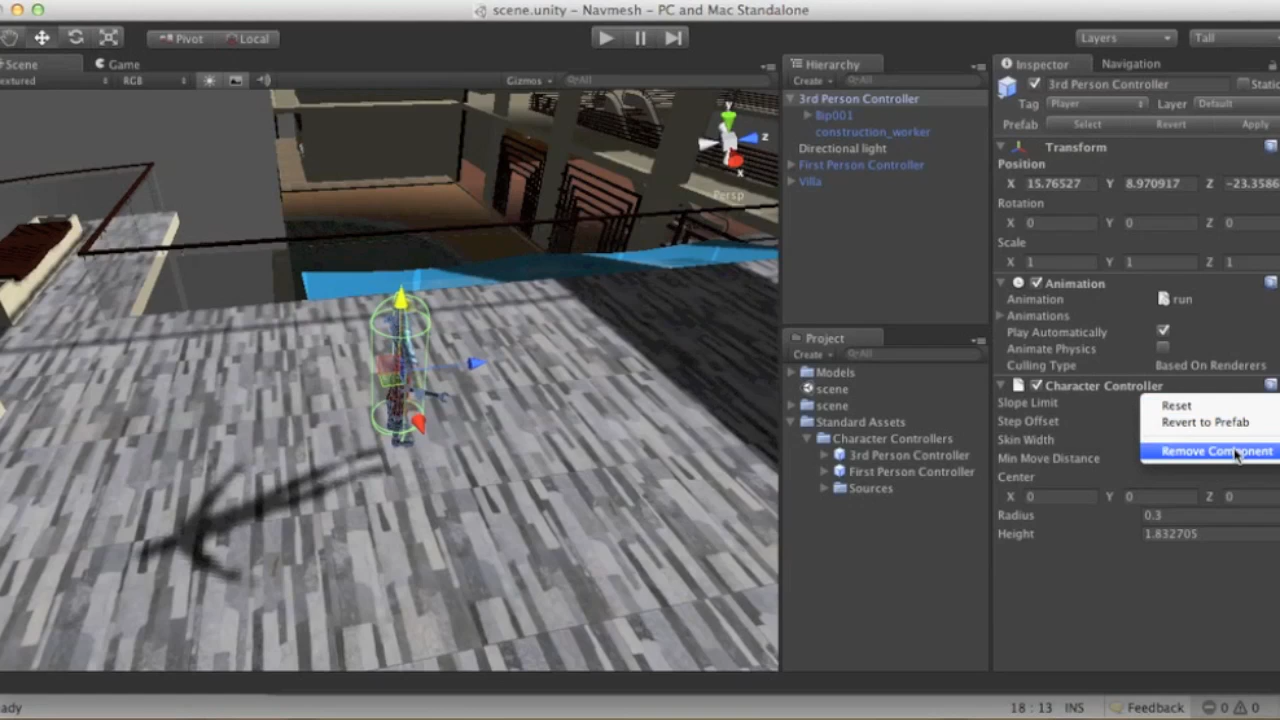 scene.unity – Navmesh – PC and Mac Standalone
Pivot Local
Layers Tall
Scene Game
extured RGB Gizmos All
Hierarchy
Create All
3rd Person Controller
Bip001
construction_worker
Directional light
First Person Controller
Villa
Persp
y
z
x
Project
Create All
Models
scene
scene
Standard Assets
Character Controllers
3rd Person Controller
First Person Controller
Sources
Inspector Navigation
3rd Person Controller Static
Tag Player Layer Default
Prefab Select Revert Apply
Transform
Position
X 15.76527 Y 8.970917 Z -23.3586
Rotation
X 0 Y 0 Z 0
Scale
X 1 Y 1 Z 1
Animation
Animation run
Animations
Play Automatically
Animate Physics
Culling Type Based On Renderers
Character Controller
Slope Limit
Step Offset
Skin Width
Min Move Distance
Reset
Revert to Prefab
Remove Component
Center
X 0 Y 0 Z 0
Radius 0.3
Height 1.832705
ady
18 : 13 INS Feedback 0 0